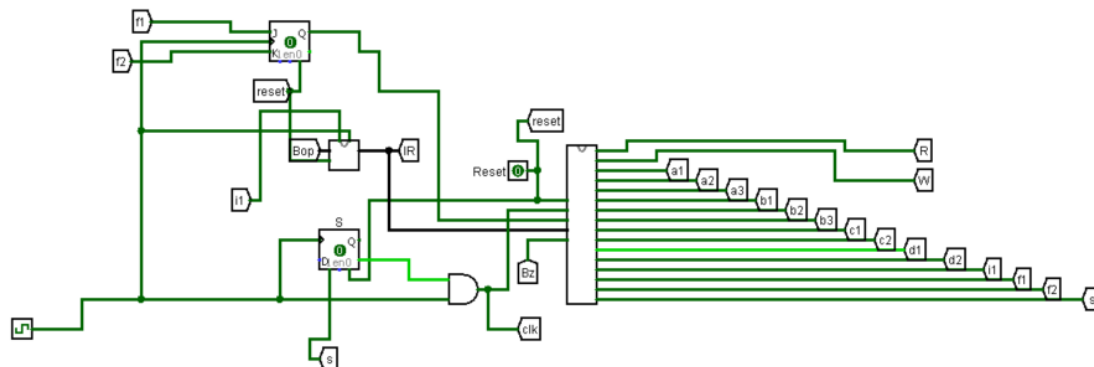 f1
J
Q
0
K
en0
f2
reset
Bop
IR
i1
S
Q
0
D
en0
clk
s
reset
Reset
0
Bz
R
W
a1
a2
a3
b1
b2
b3
c1
c2
d1
d2
i1
f1
f2
s